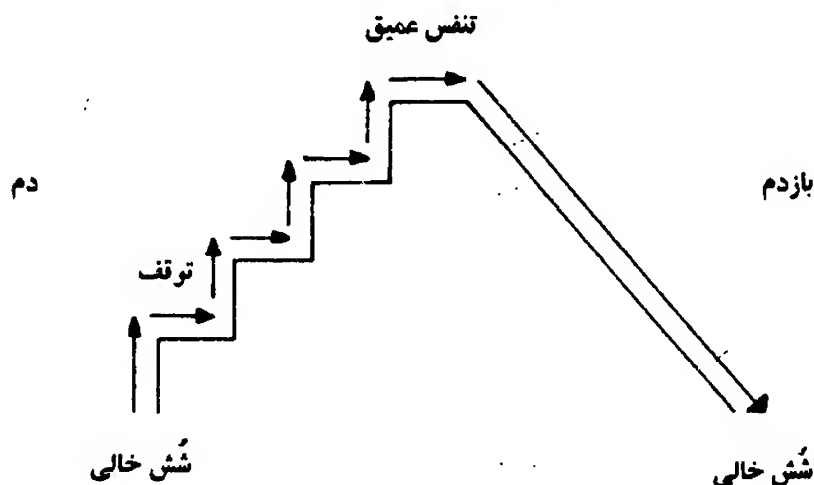 تنفس عمیق
دم
بازدم
توقف
شُش خالی
شُش خالی